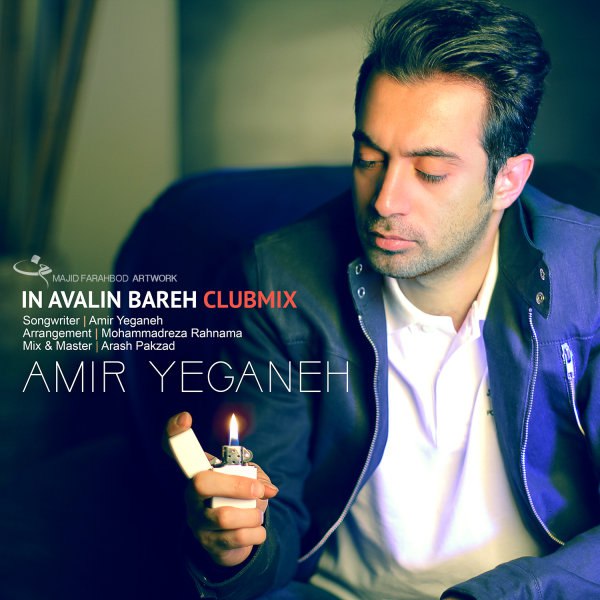 MAJID FARAHBOD ARTWORK
IN AVALIN BAREH CLUBMIX
Songwriter | Amir Yeganeh
Arrangement | Mohammadreza Rahnama
Mix & Master | Arash Pakzad
AMIR YEGANEH